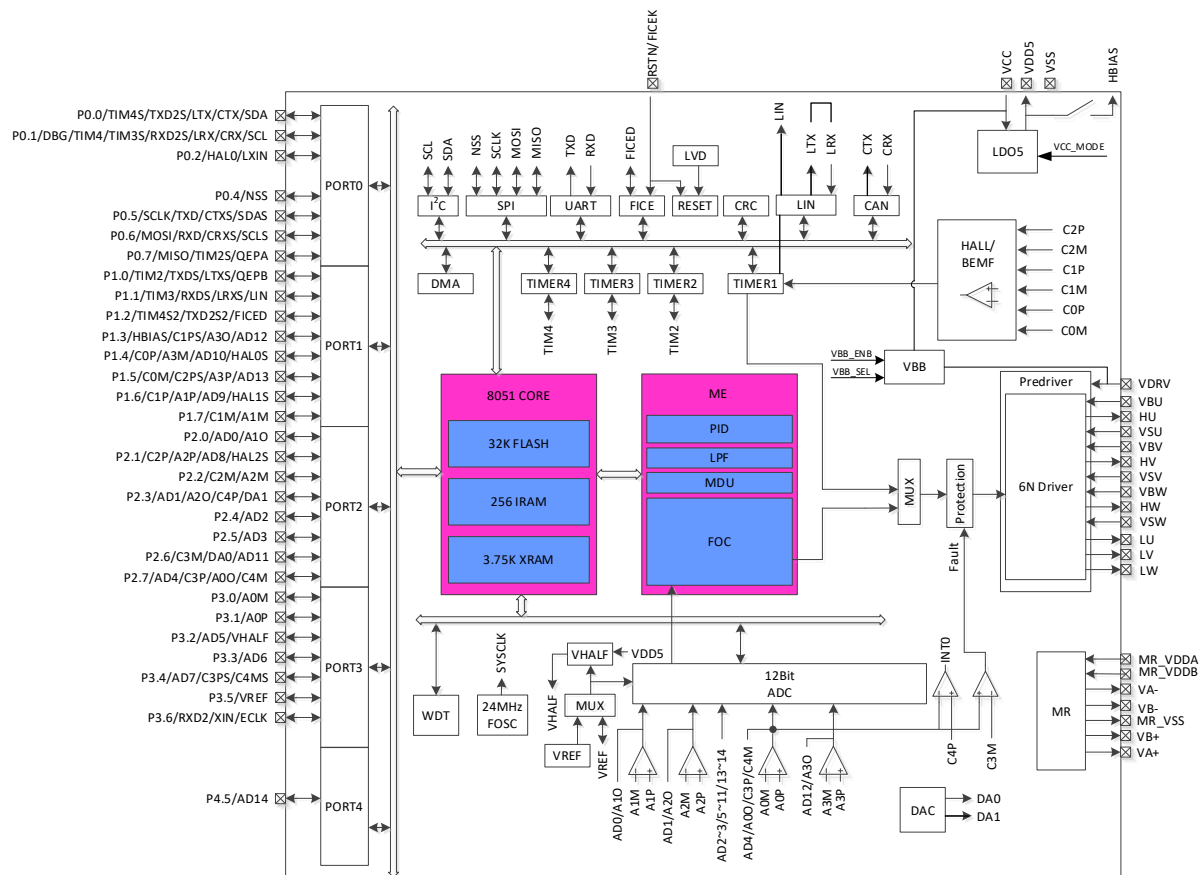 RSTN/FICEK
VCC
VDD5
VSS
HBIAS
P0.0/TIM4S/TXD2S/LTX/CTX/SDA
P0.1/DBG/TIM4/TIM3S/RXD2S/LRX/CRX/SCL
P0.2/HAL0/LXIN
P0.4/NSS
P0.5/SCLK/TXD/CTXS/SDAS
P0.6/MOSI/RXD/CRXS/SCLS
P0.7/MISO/TIM2S/QEPA
P1.0/TIM2/TXDS/LTXS/QEPB
P1.1/TIM3/RXDS/LRXS/LIN
P1.2/TIM4S2/TXD2S2/FICED
P1.3/HBIAS/C1PS/A3O/AD12
P1.4/C0P/A3M/AD10/HAL0S
P1.5/C0M/C2PS/A3P/AD13
P1.6/C1P/A1P/AD9/HAL1S
P1.7/C1M/A1M
P2.0/AD0/A1O
P2.1/C2P/A2P/AD8/HAL2S
P2.2/C2M/A2M
P2.3/AD1/A2O/C4P/DA1
P2.4/AD2
P2.5/AD3
P2.6/C3M/DA0/AD11
P2.7/AD4/C3P/A0O/C4M
P3.0/A0M
P3.1/A0P
P3.2/AD5/VHALF
P3.3/AD6
P3.4/AD7/C3PS/C4MS
P3.5/VREF
P3.6/RXD2/XIN/ECLK
P4.5/AD14
PORT0
PORT1
PORT2
PORT3
PORT4
SCL
SDA
NSS
SCLK
MOSI
MISO
TXD
RXD
FICED
LVD
LIN
LTX
LRX
CTX
CRX
LDO5
VCC_MODE
I2C
SPI
UART
FICE
RESET
CRC
LIN
CAN
DMA
TIMER4
TIMER3
TIMER2
TIMER1
TIM4
TIM3
TIM2
HALL/
BEMF
C2P
C2M
C1P
C1M
C0P
C0M
VBB_ENB
VBB_SEL
VBB
8051 CORE
32K FLASH
256 IRAM
3.75K XRAM
ME
PID
LPF
MDU
FOC
MUX
Protection
Fault
Predriver
6N Driver
VDRV
VBU
HU
VSU
VBV
HV
VSV
VBW
HW
VSW
LU
LV
LW
WDT
SYSCLK
24MHz
FOSC
VHALF
VDD5
VHALF
MUX
VREF
VREF
12Bit
ADC
INT0
C4P
C3M
AD0/A1O
A1M
A1P
AD1/A2O
A2M
A2P
AD2~3/5~11/13~14
AD4/A0O/C3P/C4M
A0M
A0P
AD12/A3O
A3M
A3P
MR
MR_VDDA
MR_VDDB
VA-
VB-
MR_VSS
VB+
VA+
DAC
DA0
DA1